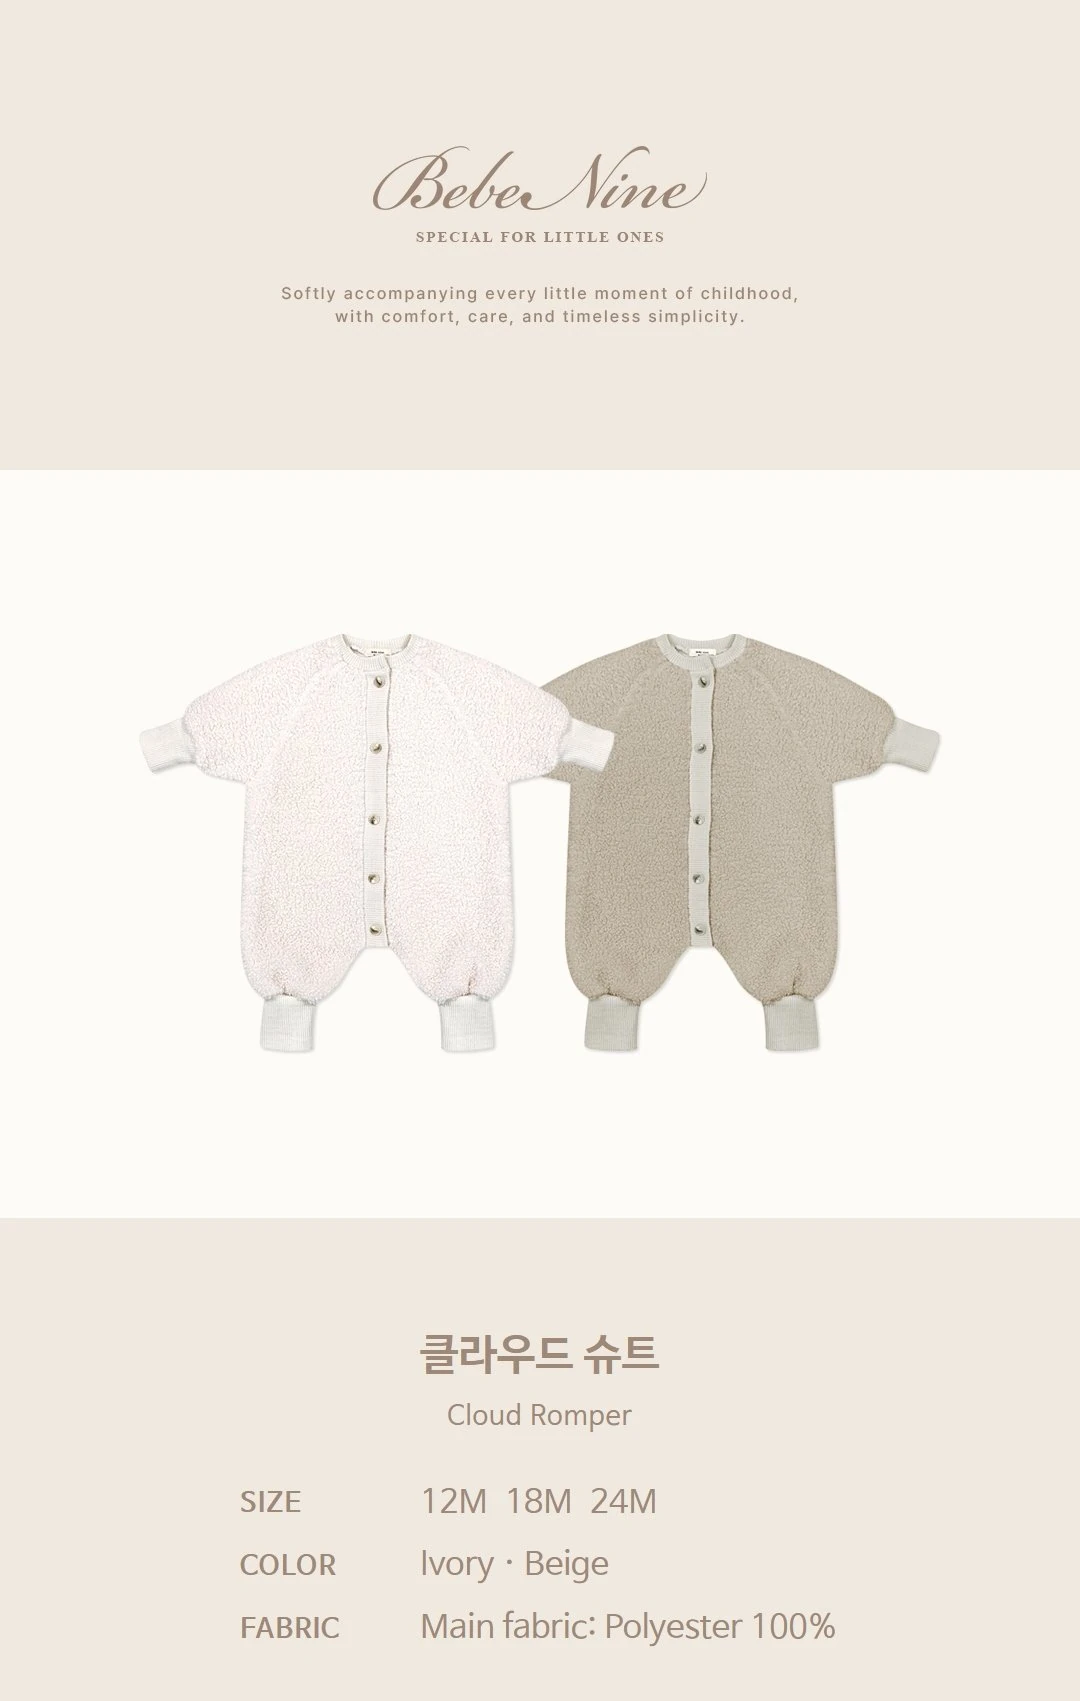 Bebe Nine
SPECIAL FOR LITTLE ONES
Softly accompanying every little moment of childhood,
with comfort, care, and timeless simplicity.
클라우드 슈트
Cloud Romper
SIZE 12M 18M 24M
COLOR Ivory · Beige
FABRIC Main fabric: Polyester 100%